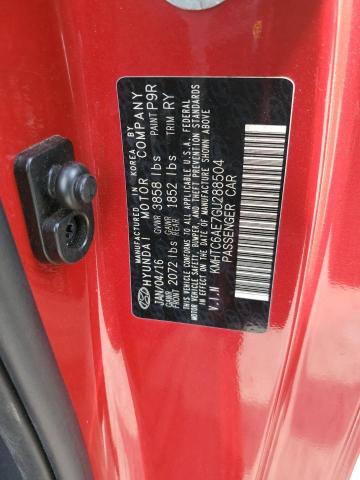 MADE IN KOREA
HYUNDAI MOTOR COMPANY
JAN/04/16 GVWR 3858 lbs PAINT P9R
GAWR FRONT 2072 lbs GAWR REAR 1852 lbs TRIM RY
THIS VEHICLE CONFORMS TO ALL APPLICABLE U.S.A. FEDERAL
MOTOR VEHICLE SAFETY, BUMPER, AND THEFT PREVENTION STANDARDS
IN EFFECT ON THE DATE OF MANUFACTURE SHOWN ABOVE
V.I.N KMHTC6AE7GU288504
PASSENGER CAR